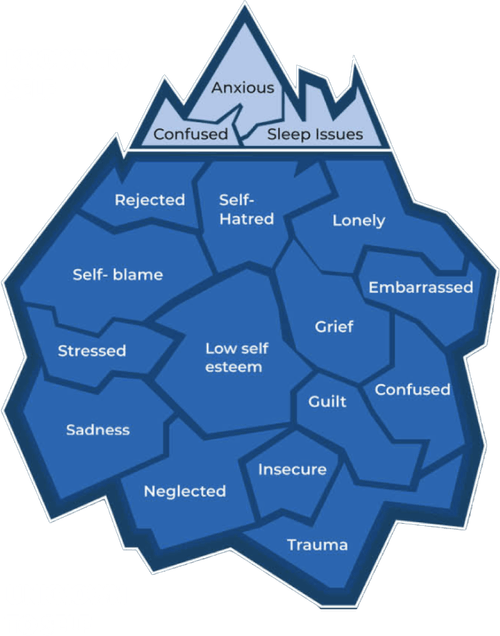 Anxious
Confused
Sleep Issues
Rejected
Self-
Hatred
Lonely
Self- blame
Embarrassed
Grief
Stressed
Low self
esteem
Confused
Guilt
Sadness
Insecure
Neglected
Trauma